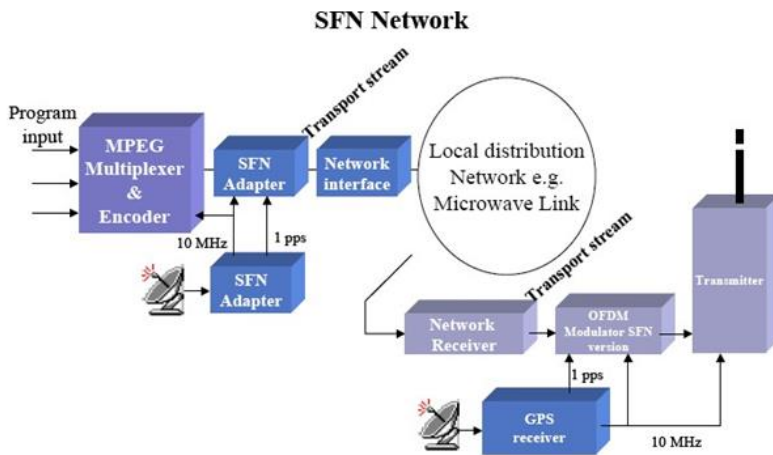 SFN Network
Transport stream
Program
input
MPEG
Multiplexer
&
Encoder
SFN
Adapter
Network
interface
Local distribution
Network e.g.
Microwave Link
10 MHz
1 pps
SFN
Adapter
Transport stream
Network
Receiver
OFDM
Modulator SFN
version
Transmitter
1 pps
GPS
receiver
10 MHz